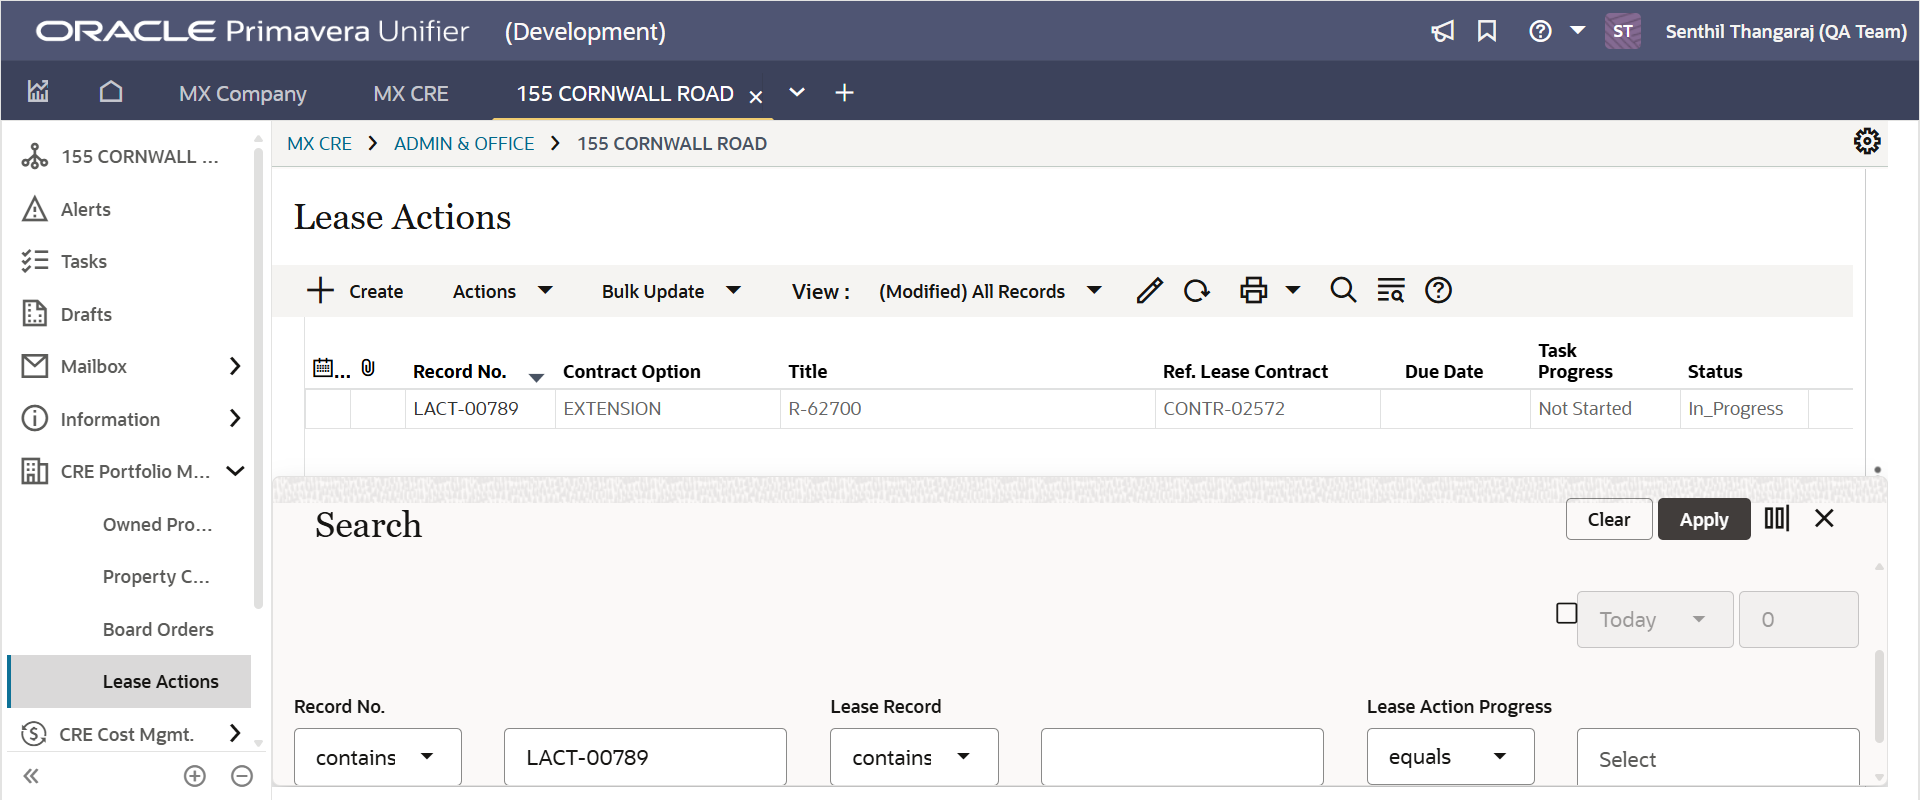 ORACLE Primavera Unifier (Development)
ST Senthil Thangaraj (QA Team)
MX Company MX CRE 155 CORNWALL ROAD
155 CORNWALL ...
Alerts
Tasks
Drafts
Mailbox
Information
CRE Portfolio M...
Owned Pro...
Property C...
Board Orders
Lease Actions
CRE Cost Mgmt.
MX CRE > ADMIN & OFFICE > 155 CORNWALL ROAD
Lease Actions
Create Actions Bulk Update View : (Modified) All Records
... Record No. Contract Option Title Ref. Lease Contract Due Date Task Progress Status
LACT-00789 EXTENSION R-62700 CONTR-02572 Not Started In_Progress
Search
Clear Apply
Today 0
Record No. Lease Record Lease Action Progress
contains LACT-00789 contains equals Select